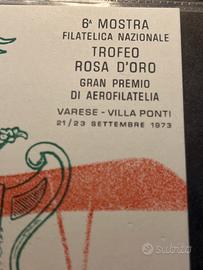 6ᴬ MOSTRA
FILATELICA NAZIONALE
TROFEO
ROSA D'ORO
GRAN PREMIO
DI AEROFILATELIA
VARESE - VILLA PONTI
21/23 SETTEMBRE 1973
subito